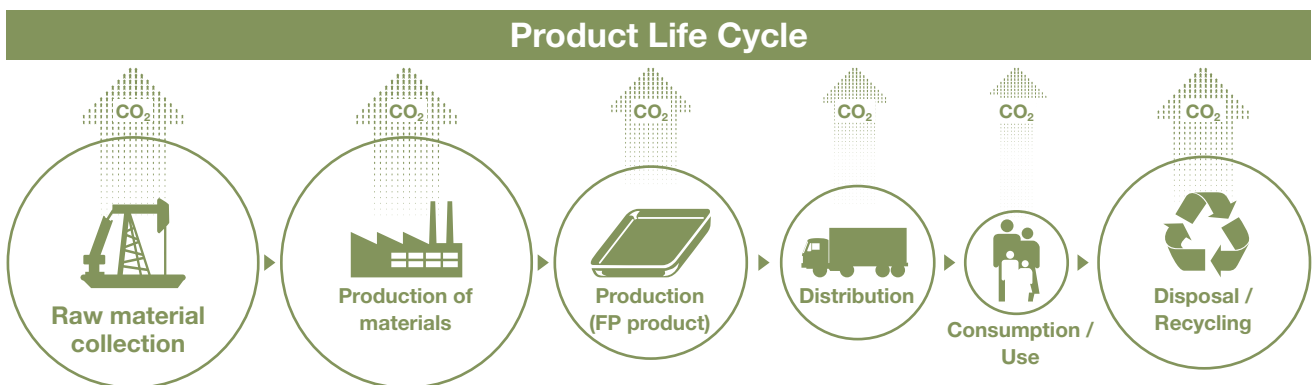 Product Life Cycle
CO₂
CO₂
CO₂
CO₂
CO₂
CO₂
Raw material
collection
Production of
materials
Production
(FP product)
Distribution
Consumption /
Use
Disposal /
Recycling